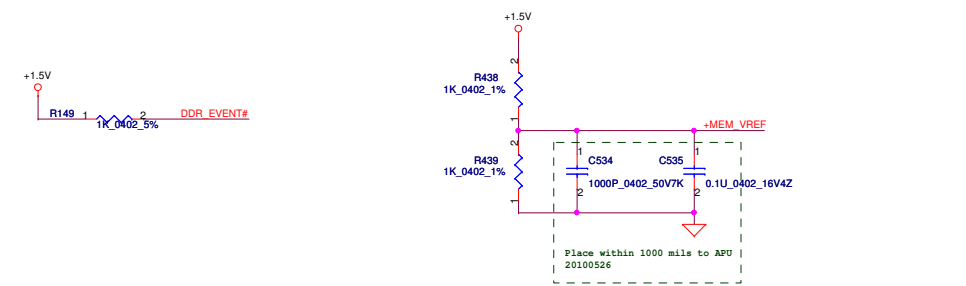 +1.5V
R149 1 2 DDR_EVENT#
1K_0402_5%
+1.5V
2
R438
1K_0402_1%
1
+MEM_VREF
2
R439
1K_0402_1%
1
1
C534
1000P_0402_50V7K
2
1
C535
0.1U_0402_16V4Z
2
Place within 1000 mils to APU
20100526